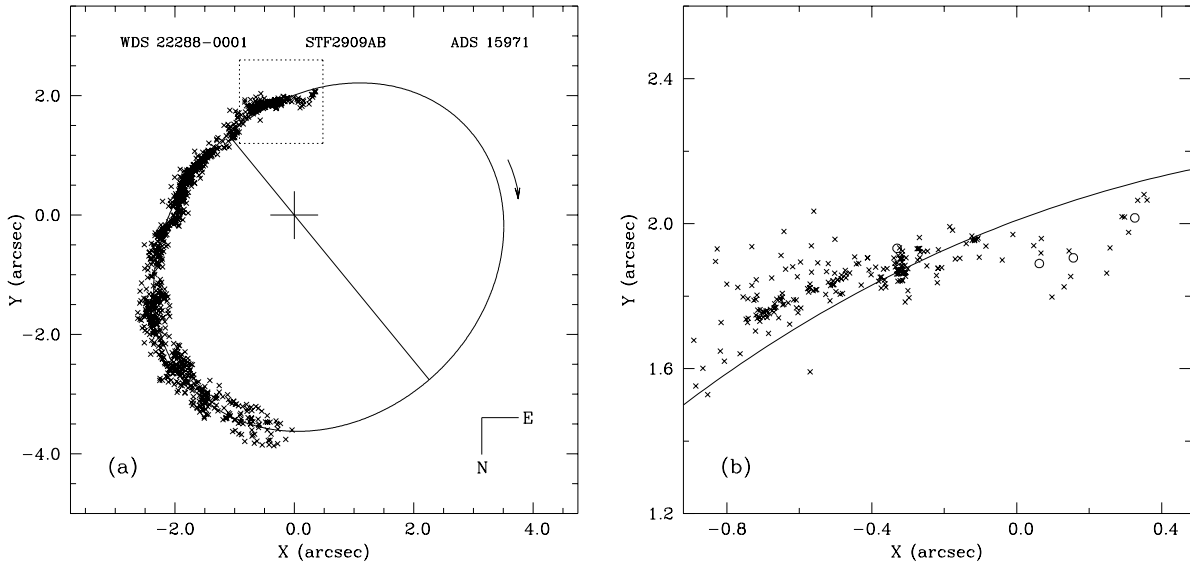 WDS 22288-0001 STF2909AB ADS 15971
2.0
0.0
−2.0
−4.0
Y (arcsec)
(a)
E
N
−2.0 0.0 2.0 4.0
X (arcsec)
2.4
2.0
1.6
1.2
Y (arcsec)
(b)
−0.8 −0.4 0.0 0.4
X (arcsec)